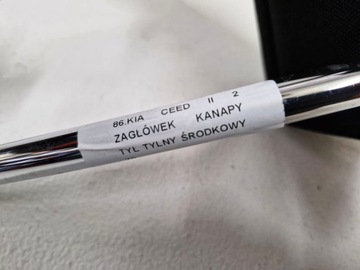 86.KIA CEED II 2
ZAGŁÓWEK KANAPY
TYŁ TYLNY ŚRODKOWY